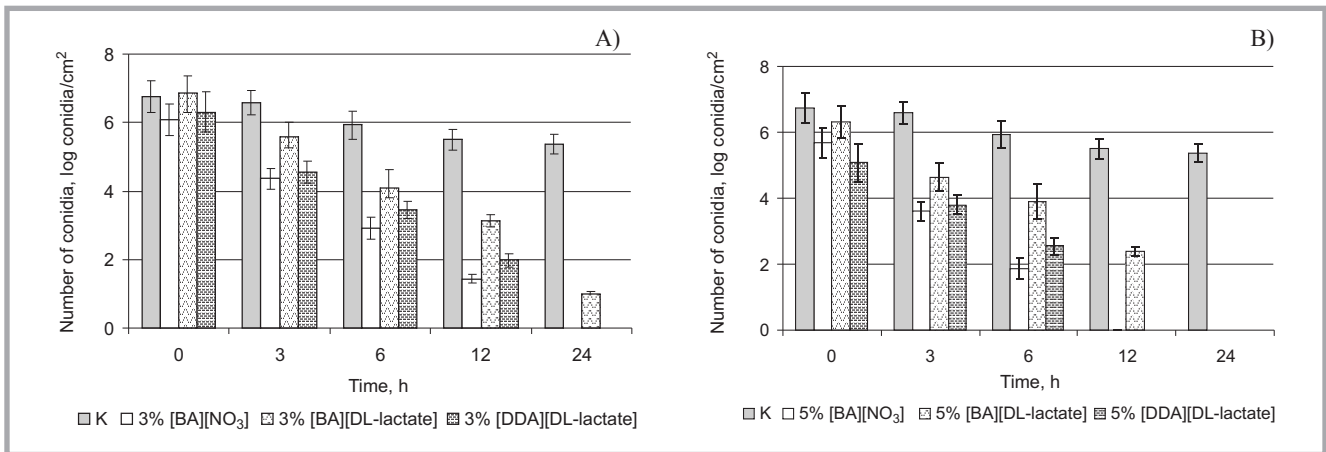 A)
Number of conidia, log conidia/cm²
8
6
4
2
0
0 3 6 12 24
Time, h
K 3% [BA][NO₃] 3% [BA][DL-lactate] 3% [DDA][DL-lactate]
B)
Number of conidia, log conidia/cm²
8
6
4
2
0
0 3 6 12 24
Time, h
K 5% [BA][NO₃] 5% [BA][DL-lactate] 5% [DDA][DL-lactate]